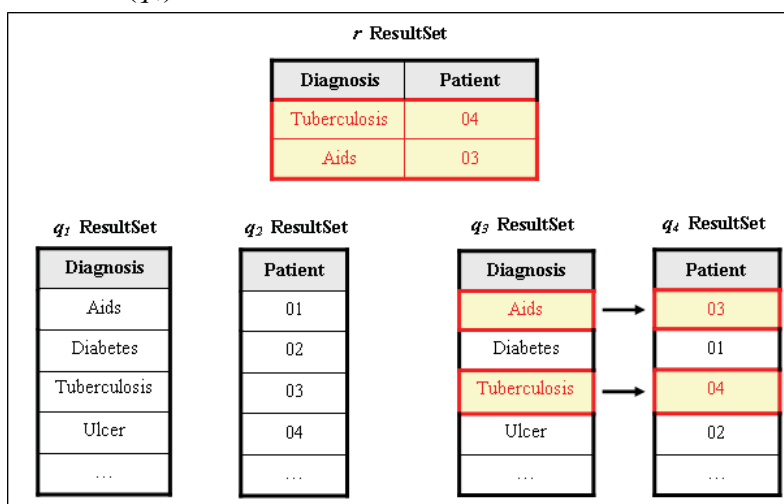 (q4)
r ResultSet
Diagnosis Patient
Tuberculosis 04
Aids 03
q1 ResultSet q2 ResultSet q3 ResultSet q4 ResultSet
Diagnosis Patient Diagnosis Patient
Aids 01 Aids 03
Diabetes 02 Diabetes 01
Tuberculosis 03 Tuberculosis 04
Ulcer 04 Ulcer 02
... ... ... ...